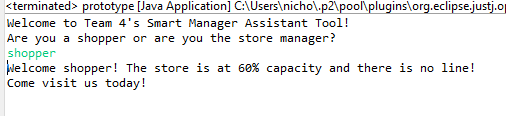 <terminated> prototype [Java Application] C:\Users\nicho\.p2\pool\plugins\org.eclipse.justj.op
Welcome to Team 4's Smart Manager Assistant Tool!
Are you a shopper or are you the store manager?
shopper
Welcome shopper! The store is at 60% capacity and there is no line!
Come visit us today!